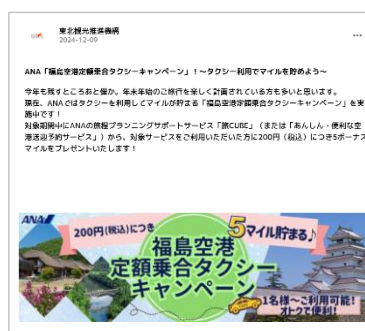 東北観光推進機構
2024-12-09
ANA「福島空港定額乗合タクシーキャンペーン」！～タクシー利用でマイルを貯めよう～
今年も残すところあと僅か。年末年始のご旅行を楽しく計画されている方も多いと思います。
現在、ANAではタクシーを利用してマイルが貯まる「福島空港定額乗合タクシーキャンペーン」を実
施中です！
対象期間中にANAの旅程プランニングサポートサービス「旅CUBE」（または「あんしん・便利な空
港送迎予約サービス」）から、対象サービスをご利用いただいた方に200円（税込）につき5ボーナス
マイルをプレゼントいたします！
ANA
200円(税込)につき
5マイル貯まる♪
福島空港
定額乗合タクシー
キャンペーン
1名様～ご利用可能!
オトクで便利!